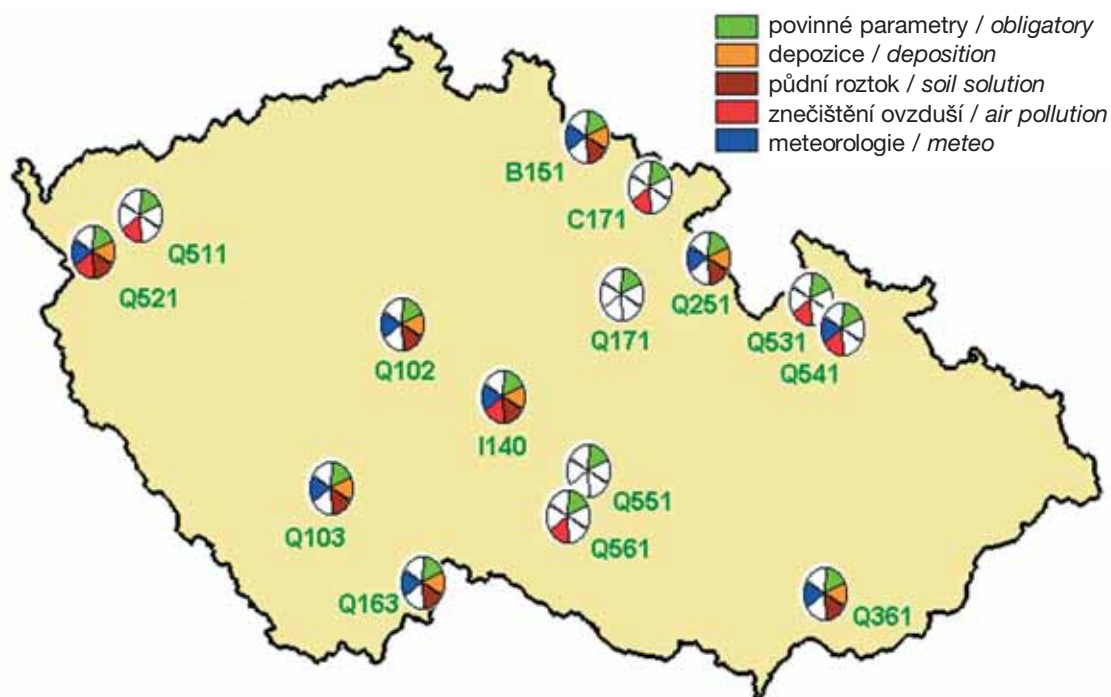 povinné parametry / obligatory
depozice / deposition
půdní roztok / soil solution
znečištění ovzduší / air pollution
meteorologie / meteo
B151
C171
Q511
Q521
Q251
Q171
Q531
Q541
Q102
I140
Q551
Q561
Q103
Q163
Q361